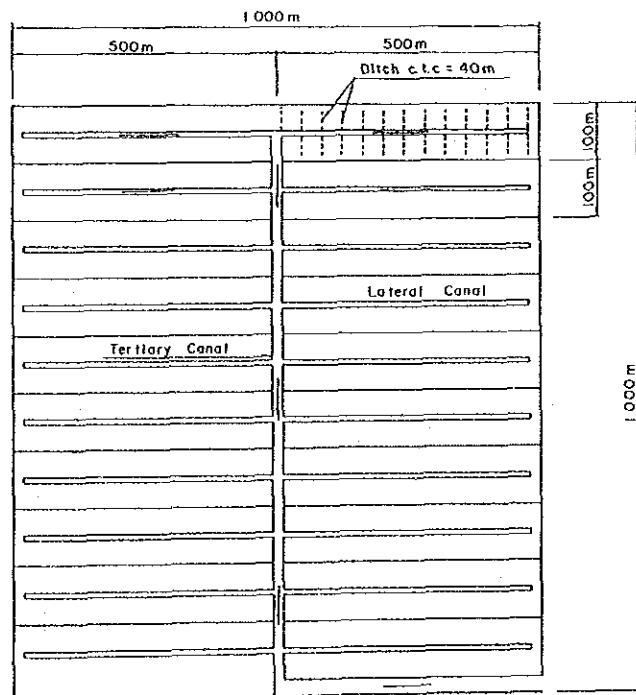 1 000 m
500m 500m
Ditch c.t.c = 40m
100m
100m
Lateral Canal
Tertiary Canal
1 000 m